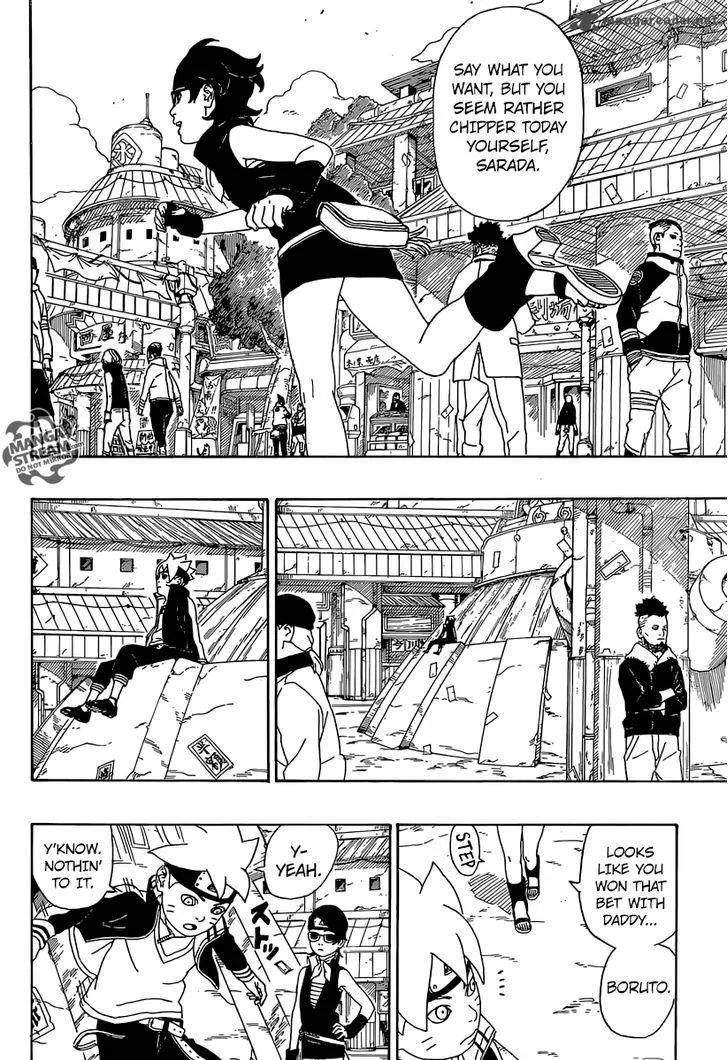 SAY WHAT YOU
WANT, BUT YOU
SEEM RATHER
CHIPPER TODAY
YOURSELF,
SARADA.
MANGA
STREAM
DO NOT MIRROR
LOOKS
LIKE YOU
WON THAT
BET WITH
DADDY...
BORUTO.
STEP
Y-
YEAH.
Y'KNOW.
NOTHIN'
TO IT.